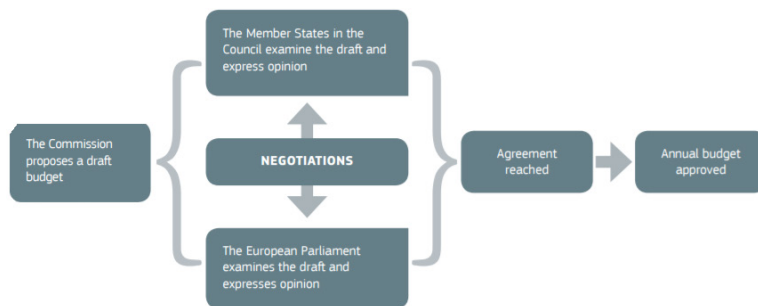 The Commission
proposes a draft
budget
The Member States in the
Council examine the draft and
express opinion
NEGOTIATIONS
The European Parliament
examines the draft and
expresses opinion
Agreement
reached
Annual budget
approved